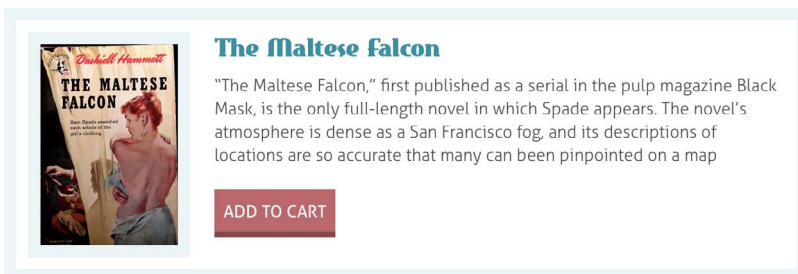 The Maltese Falcon
Dashiell Hammett
THE MALTESE
FALCON
Sam Spade searched
each article of the
girl's clothing
“The Maltese Falcon,” first published as a serial in the pulp magazine Black
Mask, is the only full-length novel in which Spade appears. The novel’s
atmosphere is dense as a San Francisco fog, and its descriptions of
locations are so accurate that many can been pinpointed on a map
ADD TO CART